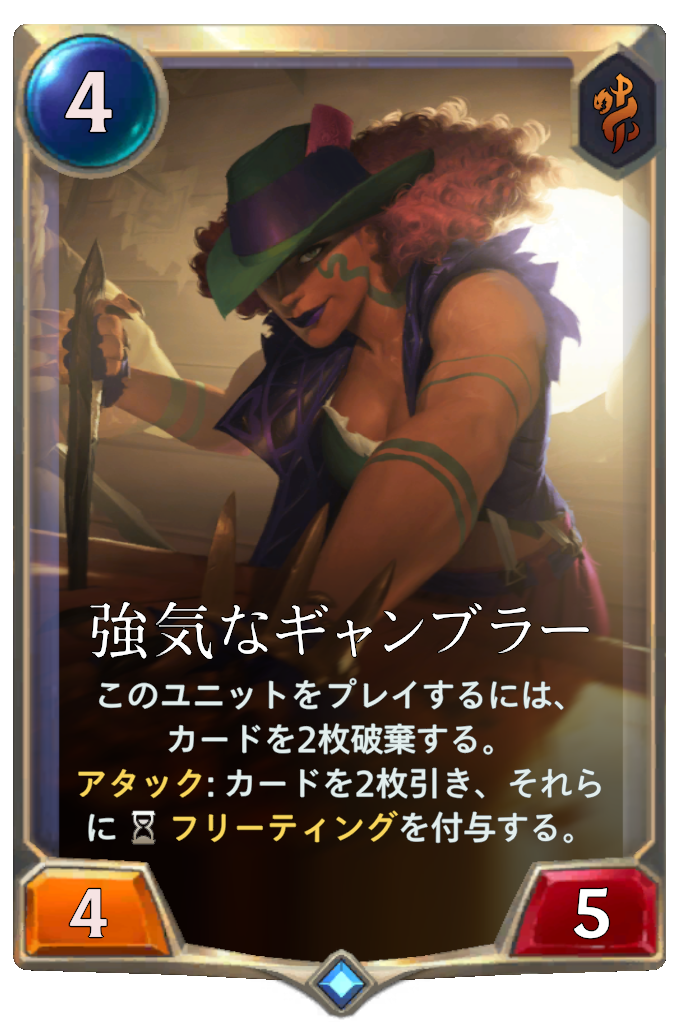 4
強気なギャンブラー
このユニットをプレイするには、
カードを2枚破棄する。
アタック: カードを2枚引き、それら
に フリーティングを付与する。
4
5